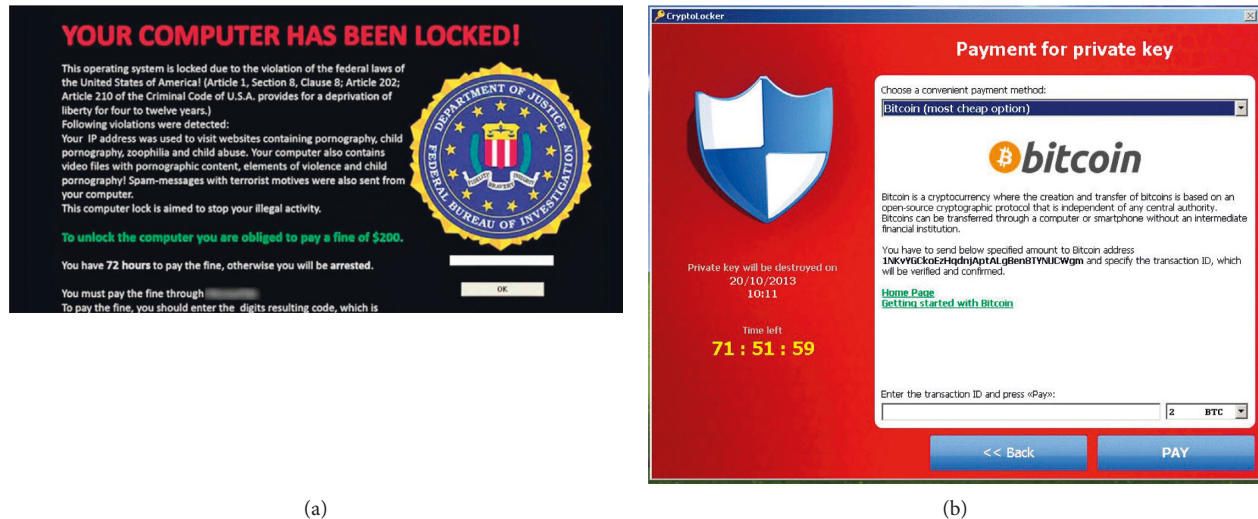 YOUR COMPUTER HAS BEEN LOCKED!
This operating system is locked due to the violation of the federal laws of
the United States of America! (Article 1, Section 8, Clause 8; Article 202;
Article 210 of the Criminal Code of U.S.A. provides for a deprivation of
liberty for four to twelve years.)
Following violations were detected:
Your IP address was used to visit websites containing pornography, child
pornography, zoophilia and child abuse. Your computer also contains
video files with pornographic content, elements of violence and child
pornography! Spam-messages with terrorist motives were also sent from
your computer.
This computer lock is aimed to stop your illegal activity.
To unlock the computer you are obliged to pay a fine of $200.
You have 72 hours to pay the fine, otherwise you will be arrested.
You must pay the fine through
To pay the fine, you should enter the digits resulting code, which is
DEPARTMENT OF JUSTICE
FEDERAL BUREAU OF INVESTIGATION
FIDELITY BRAVERY INTEGRITY
OK
(a)
CryptoLocker
Payment for private key
Choose a convenient payment method:
Bitcoin (most cheap option)
bitcoin
Bitcoin is a cryptocurrency where the creation and transfer of bitcoins is based on an
open-source cryptographic protocol that is independent of any central authority.
Bitcoins can be transferred through a computer or smartphone without an intermediate
financial institution.
You have to send below specified amount to Bitcoin address
1NKvYGCkoEzHqdnjAptALgBen8TYNUCWgm and specify the transaction ID, which
will be verified and confirmed.
Home Page
Getting started with Bitcoin
Private key will be destroyed on
20/10/2013
10:11
Time left
71 : 51 : 59
Enter the transaction ID and press «Pay»:
2 BTC
<< Back
PAY
(b)